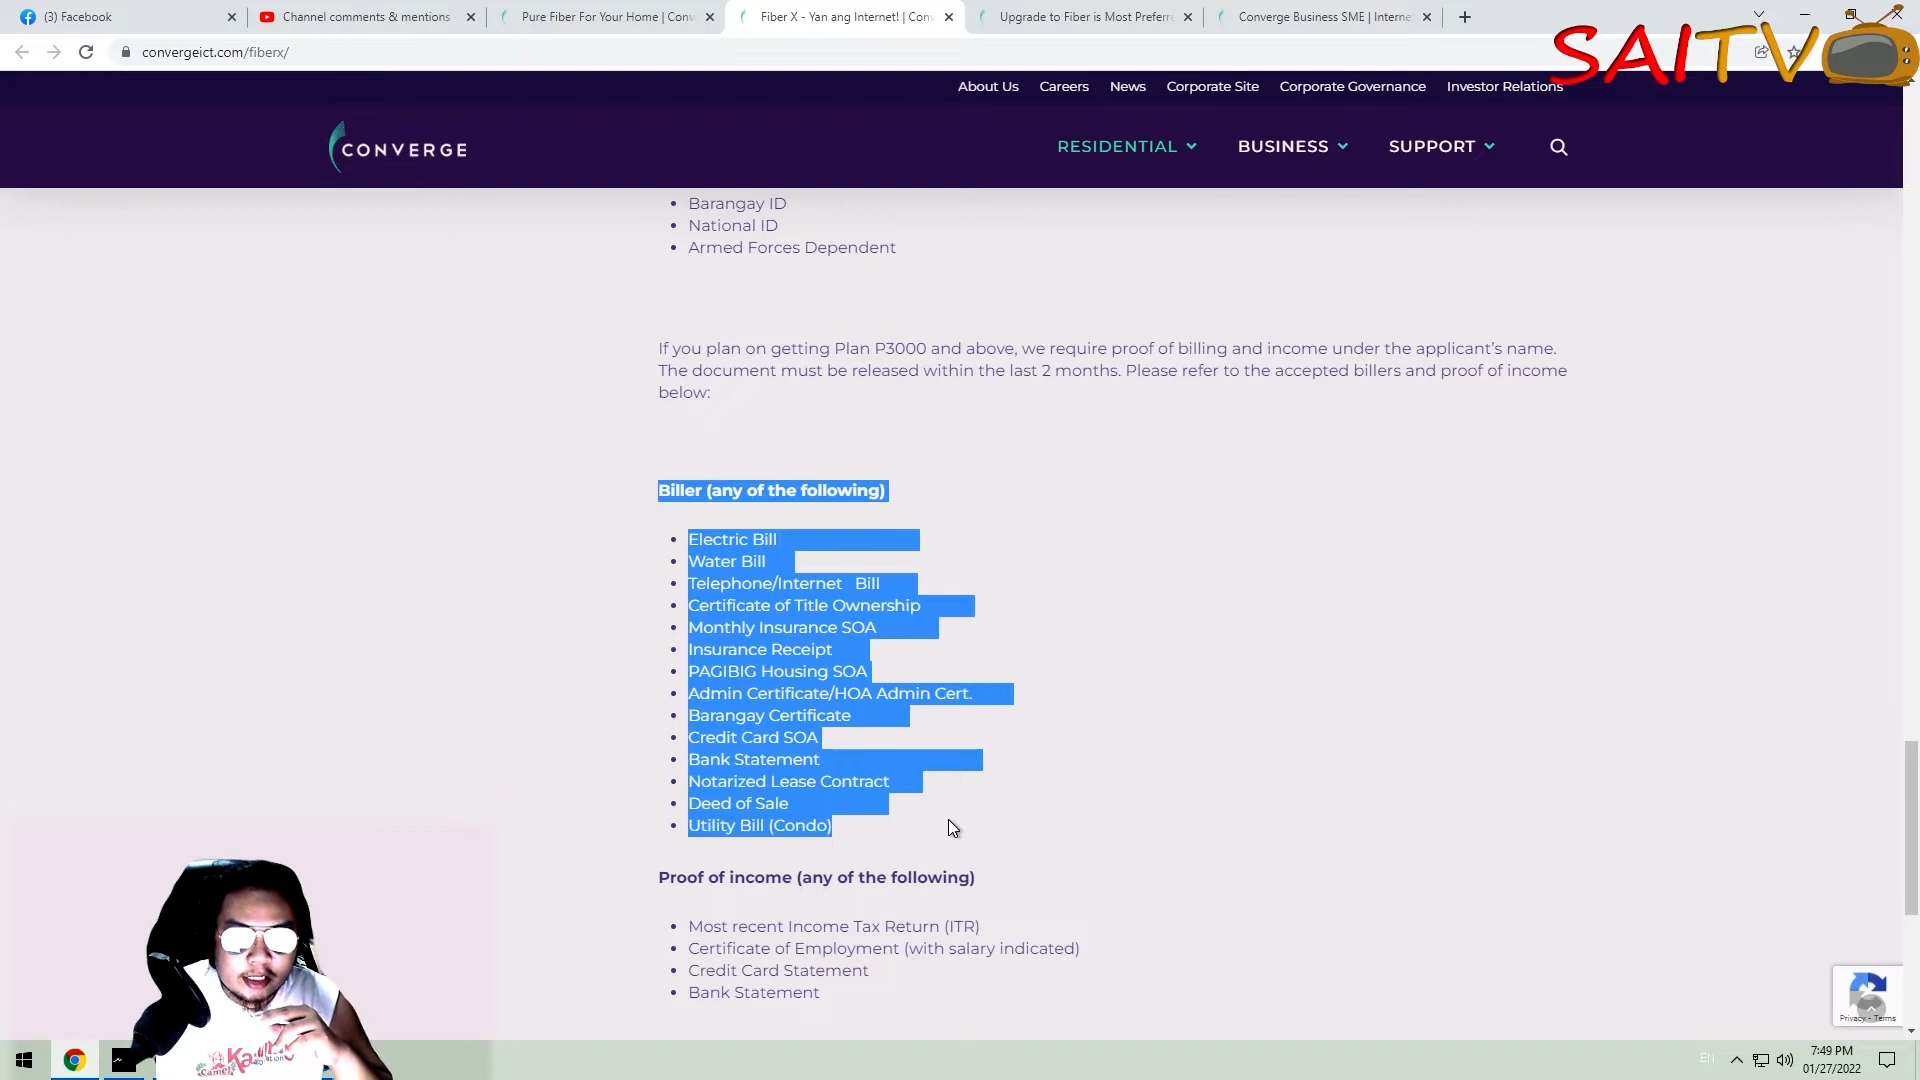 (3) Facebook
Channel comments & mentions
Pure Fiber For Your Home | Conv
Fiber X - Yan ang Internet! | Conv
Upgrade to Fiber is Most Preferre
Converge Business SME | Interne
SAITV
convergeict.com/fiberx/
About Us
Careers
News
Corporate Site
Corporate Governance
Investor Relations
CONVERGE
RESIDENTIAL
BUSINESS
SUPPORT
Barangay ID
National ID
Armed Forces Dependent
If you plan on getting Plan P3000 and above, we require proof of billing and income under the applicant's name.
The document must be released within the last 2 months. Please refer to the accepted billers and proof of income
below:
Biller (any of the following)
Electric Bill
Water Bill
Telephone/Internet Bill
Certificate of Title Ownership
Monthly Insurance SOA
Insurance Receipt
PAGIBIG Housing SOA
Admin Certificate/HOA Admin Cert.
Barangay Certificate
Credit Card SOA
Bank Statement
Notarized Lease Contract
Deed of Sale
Utility Bill (Condo)
Proof of income (any of the following)
Most recent Income Tax Return (ITR)
Certificate of Employment (with salary indicated)
Credit Card Statement
Bank Statement
Privacy - Terms
EN
7:49 PM
01/27/2022